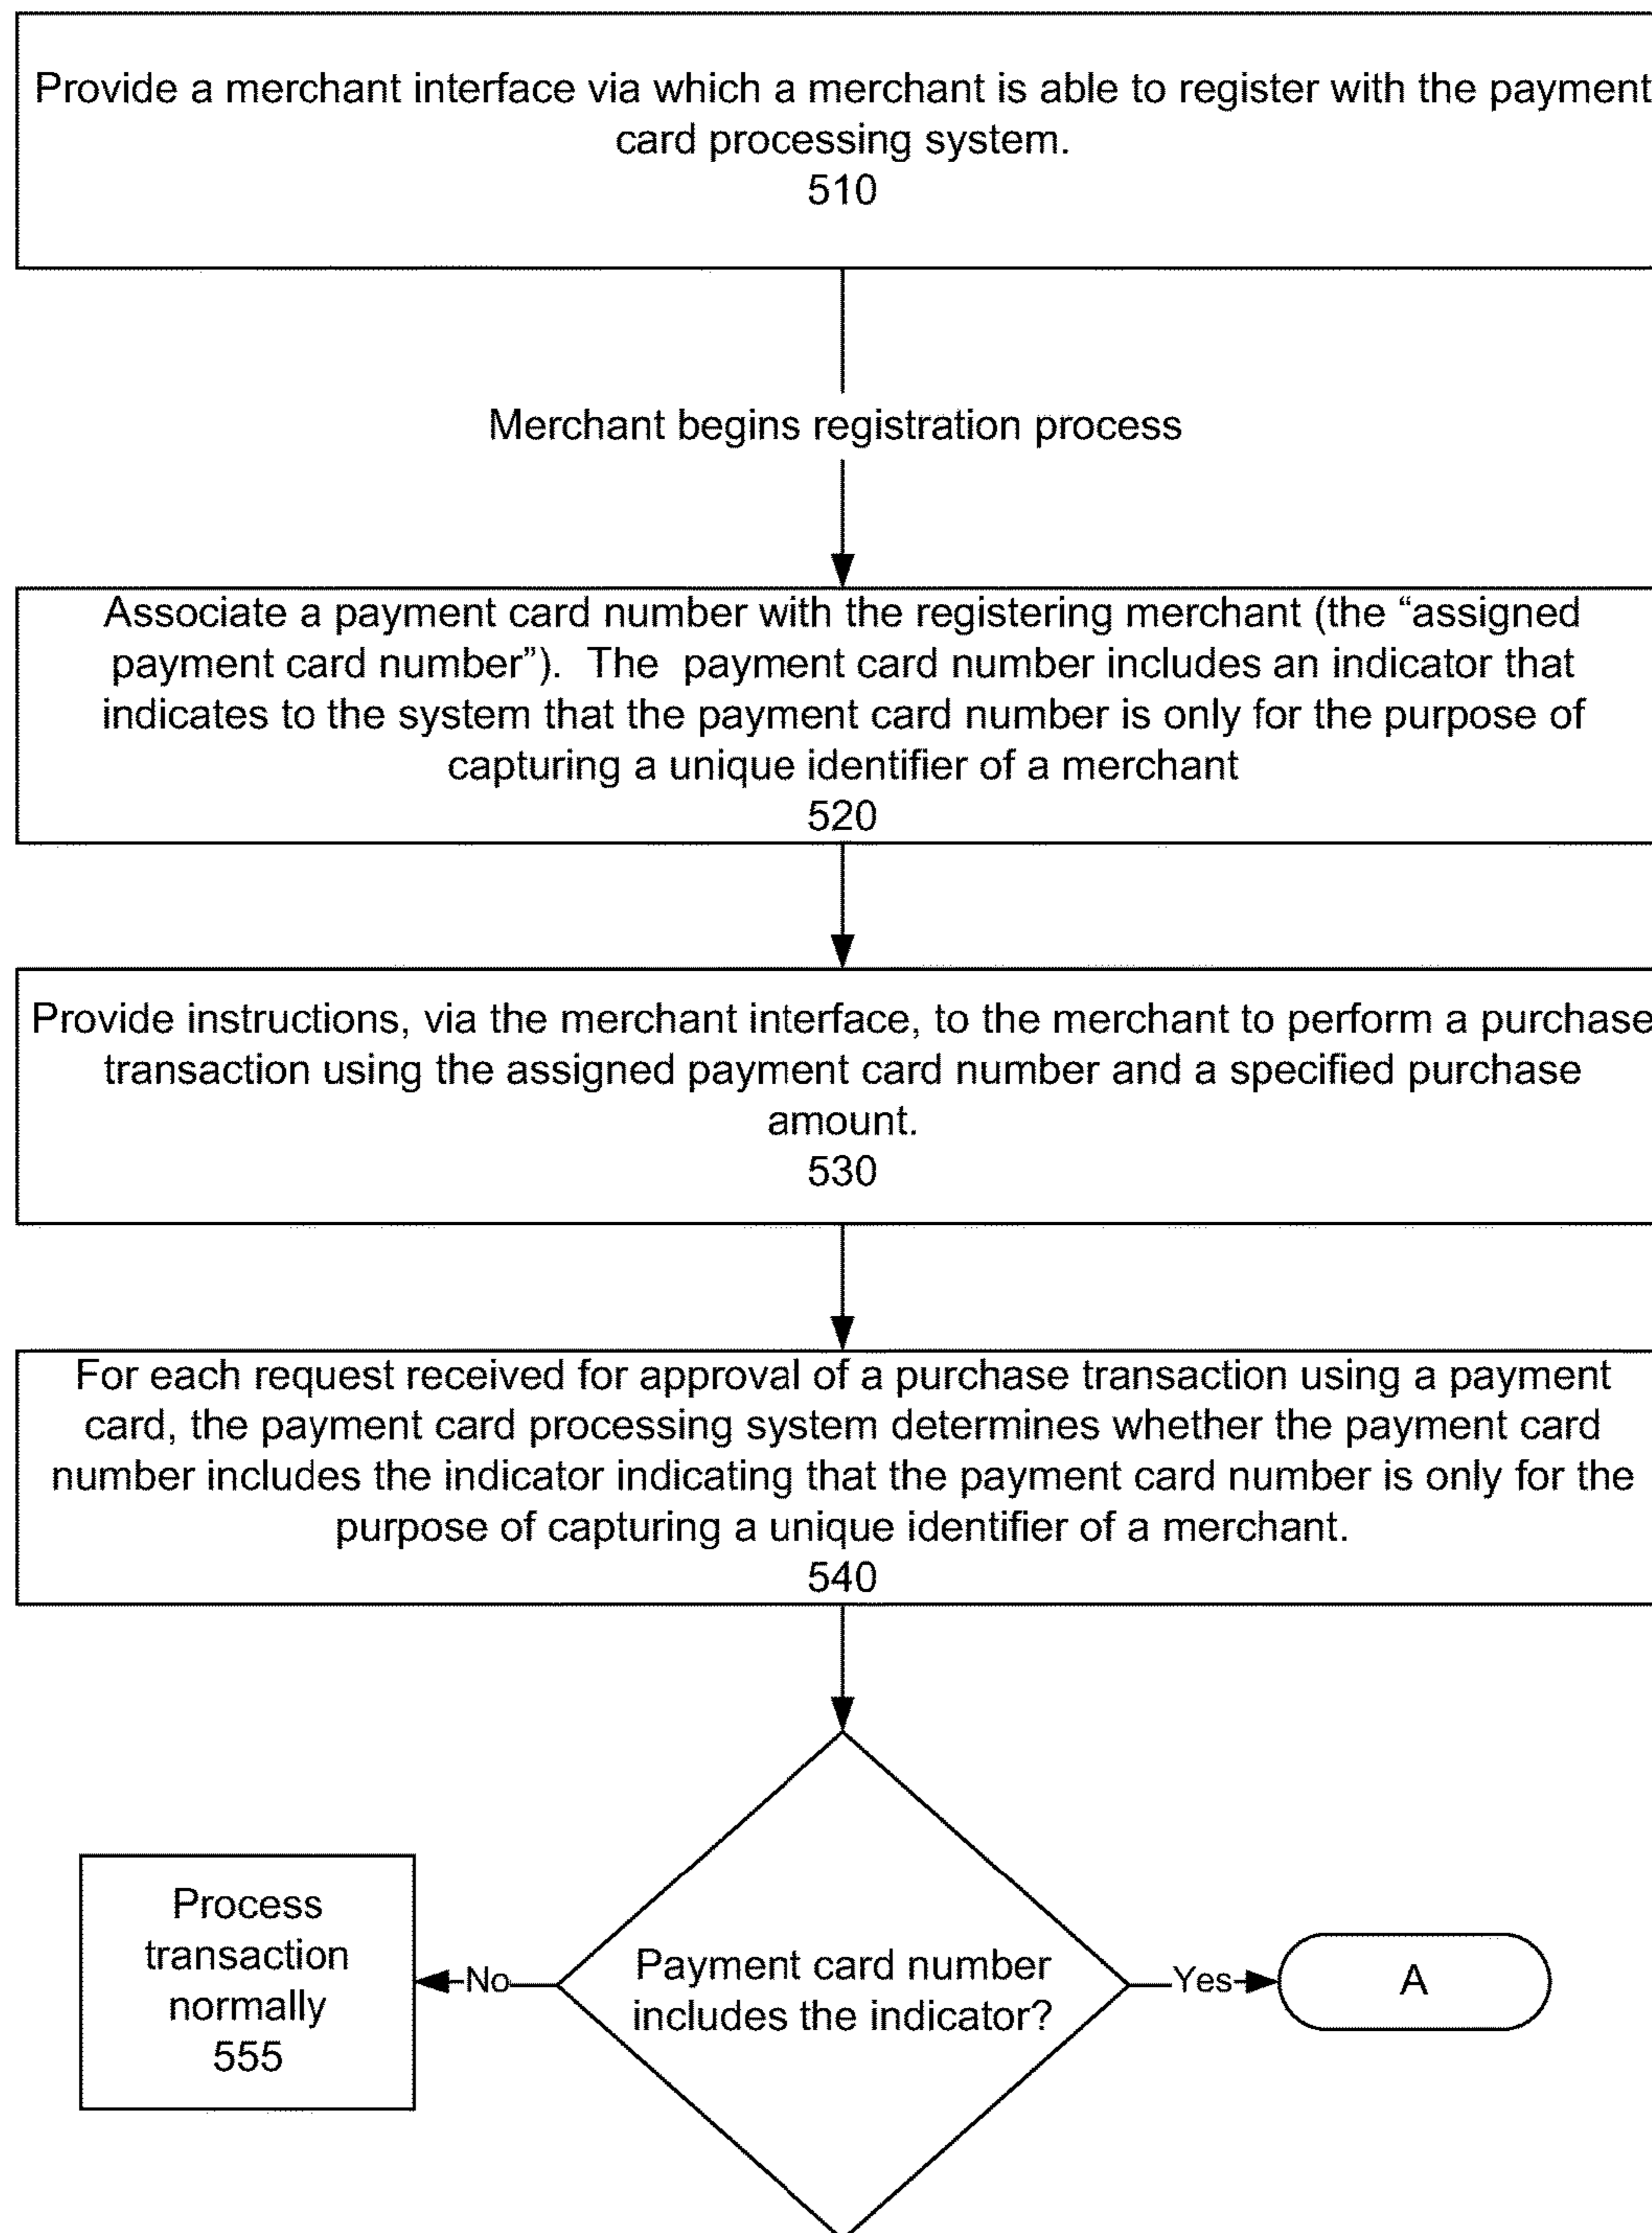 Provide a merchant interface via which a merchant is able to register with the payment
card processing system.
510
Merchant begins registration process
Associate a payment card number with the registering merchant (the “assigned
payment card number”).  The  payment card number includes an indicator that
indicates to the system that the payment card number is only for the purpose of
capturing a unique identifier of a merchant
520
Provide instructions, via the merchant interface, to the merchant to perform a purchase
transaction using the assigned payment card number and a specified purchase
amount.
530
For each request received for approval of a purchase transaction using a payment
card, the payment card processing system determines whether the payment card
number includes the indicator indicating that the payment card number is only for the
purpose of capturing a unique identifier of a merchant.
540
Process
transaction
normally
555
No
Payment card number
includes the indicator?
Yes
A